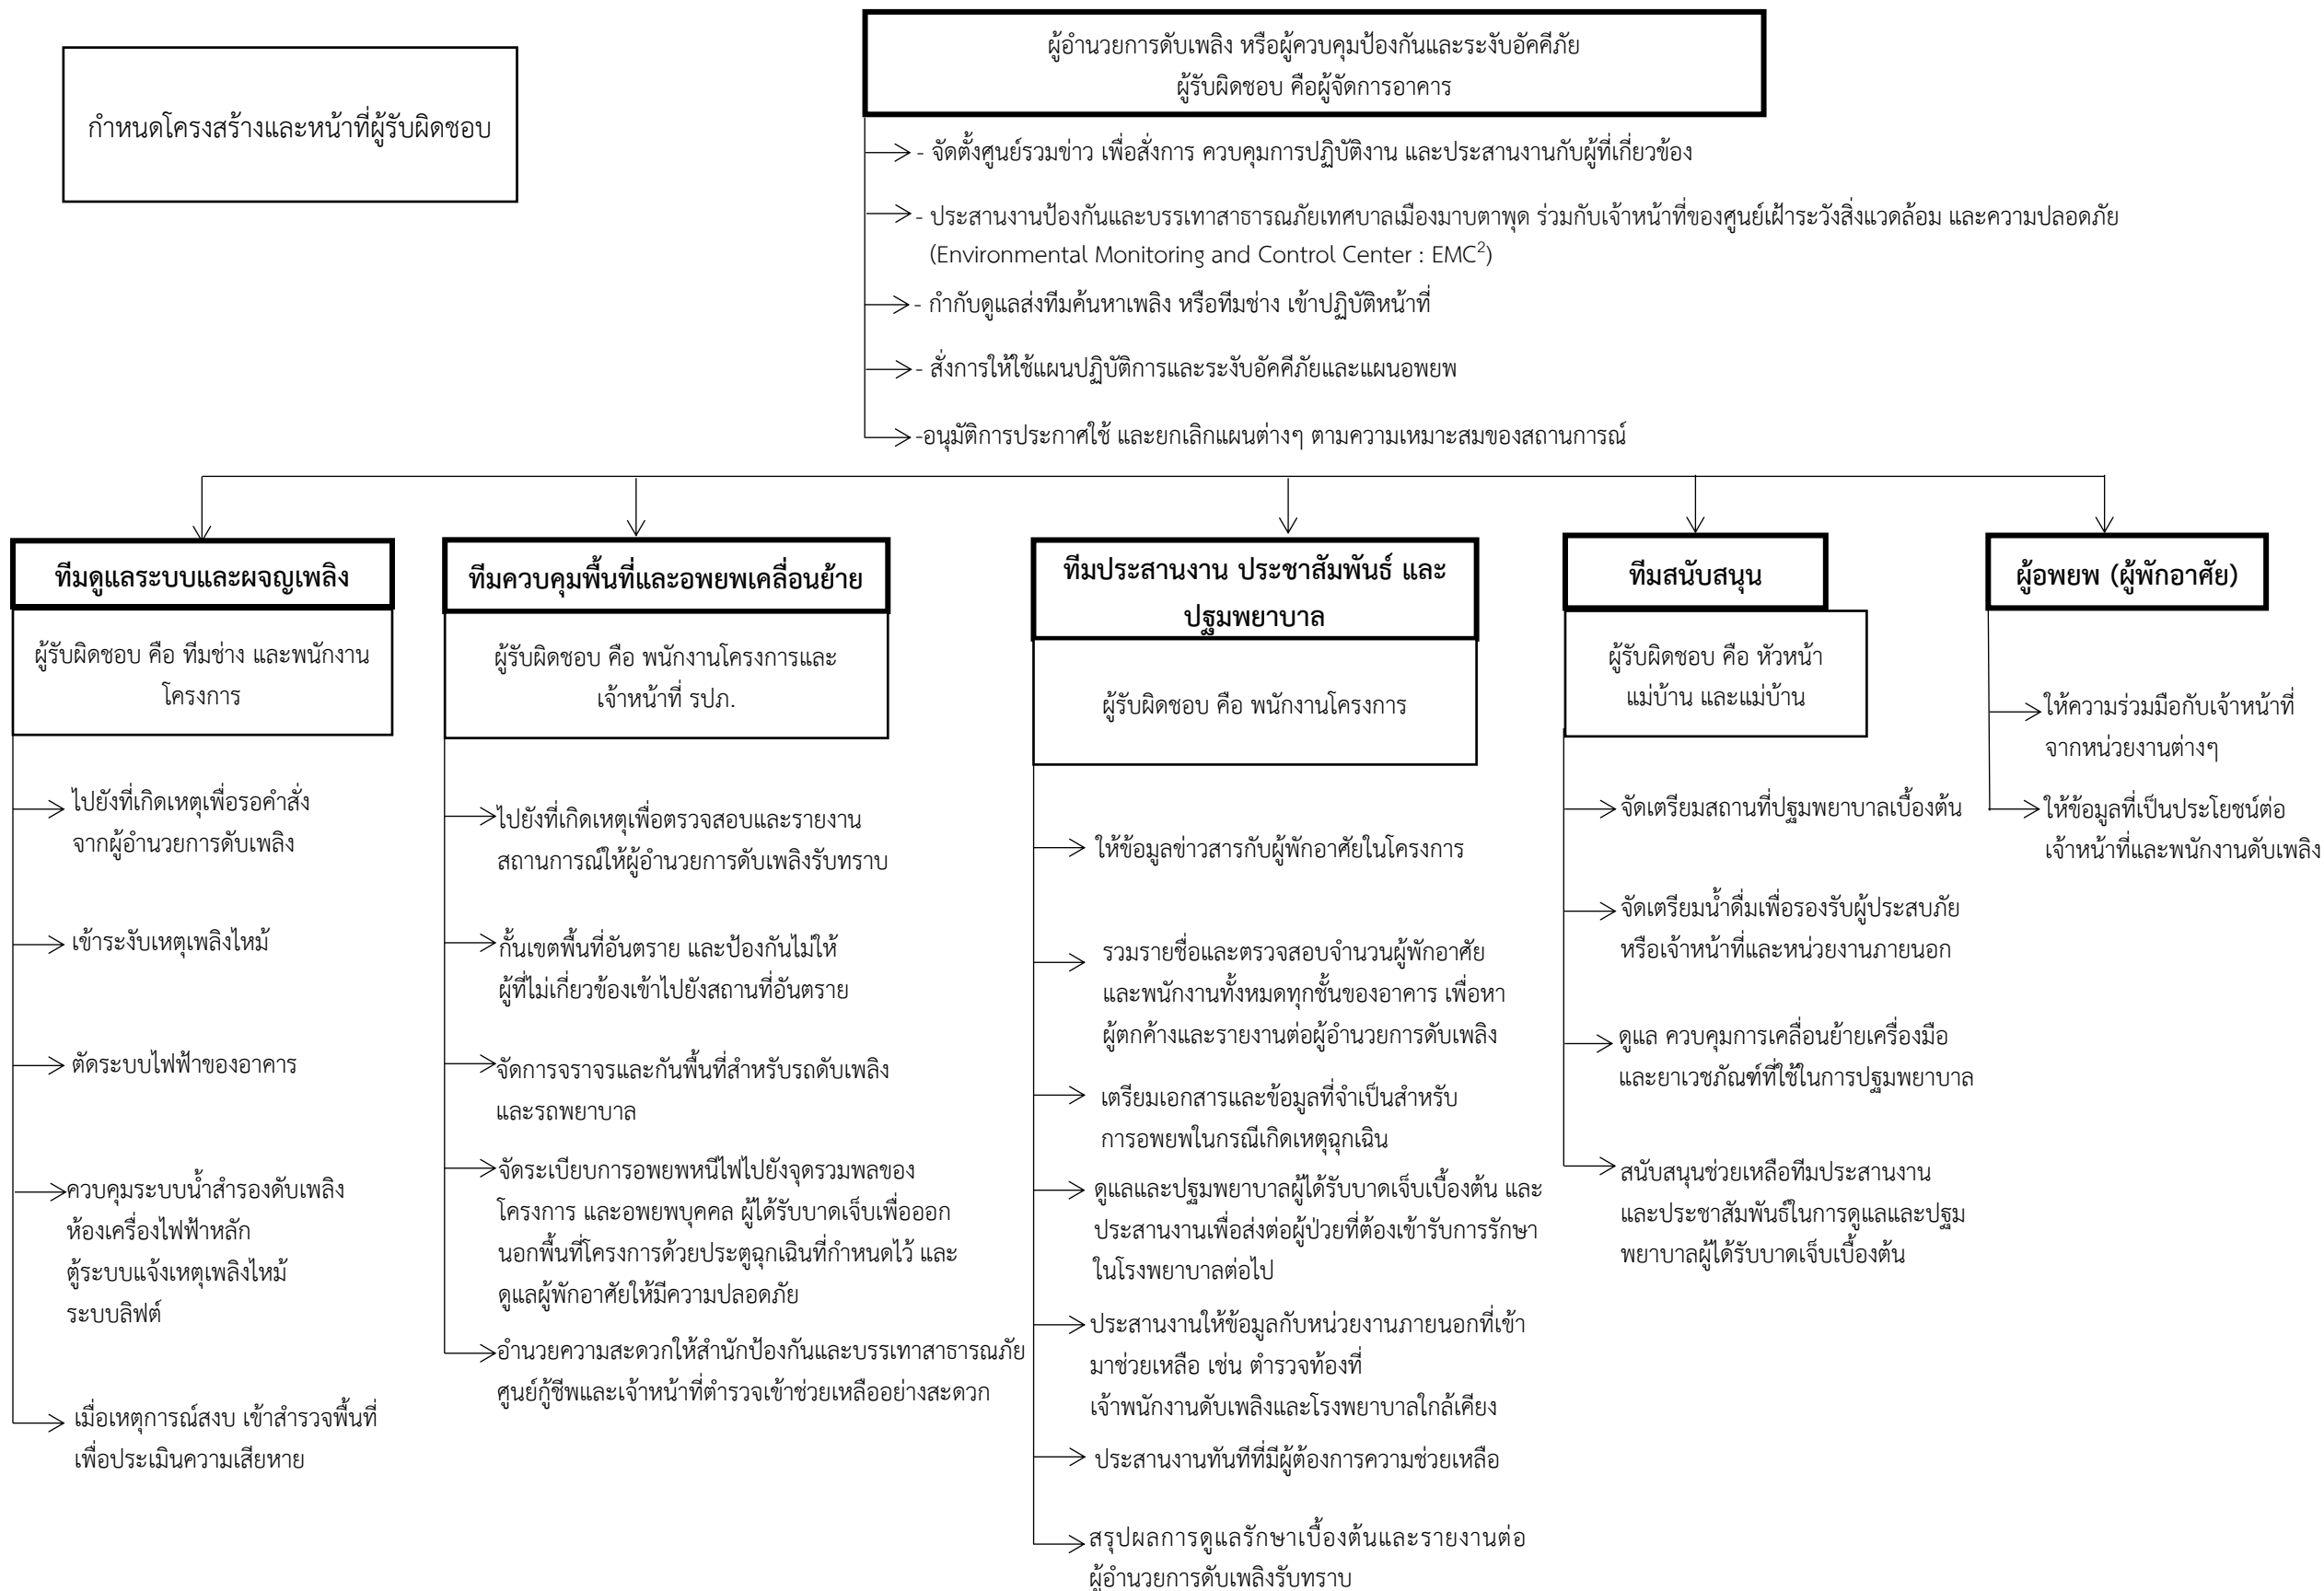 กำหนดโครงสร้างและหน้าที่ผู้รับผิดชอบ
ผู้อำนวยการดับเพลิง หรือผู้ควบคุมป้องกันและระงับอัคคีภัย
ผู้รับผิดชอบ คือผู้จัดการอาคาร
- จัดตั้งศูนย์รวมข่าว เพื่อสั่งการ ควบคุมการปฏิบัติงาน และประสานงานกับผู้ที่เกี่ยวข้อง
- ประสานงานป้องกันและบรรเทาสาธารณภัยเทศบาลเมืองมาบตาพุด ร่วมกับเจ้าหน้าที่ของศูนย์เฝ้าระวังสิ่งแวดล้อม และความปลอดภัย
(Environmental Monitoring and Control Center : EMC²)
- กำกับดูแลส่งทีมค้นหาเพลิง หรือทีมช่าง เข้าปฏิบัติหน้าที่
- สั่งการให้ใช้แผนปฏิบัติการและระงับอัคคีภัยและแผนอพยพ
-อนุมัติการประกาศใช้ และยกเลิกแผนต่างๆ ตามความเหมาะสมของสถานการณ์
ทีมดูแลระบบและผจญเพลิง
ผู้รับผิดชอบ คือ ทีมช่าง และพนักงาน
โครงการ
ไปยังที่เกิดเหตุเพื่อรอคำสั่ง
จากผู้อำนวยการดับเพลิง
เข้าระงับเหตุเพลิงไหม้
ตัดระบบไฟฟ้าของอาคาร
ควบคุมระบบน้ำสำรองดับเพลิง
ห้องเครื่องไฟฟ้าหลัก
ตู้ระบบแจ้งเหตุเพลิงไหม้
ระบบลิฟต์
เมื่อเหตุการณ์สงบ เข้าสำรวจพื้นที่
เพื่อประเมินความเสียหาย
ทีมควบคุมพื้นที่และอพยพเคลื่อนย้าย
ผู้รับผิดชอบ คือ พนักงานโครงการและ
เจ้าหน้าที่ รปภ.
ไปยังที่เกิดเหตุเพื่อตรวจสอบและรายงาน
สถานการณ์ให้ผู้อำนวยการดับเพลิงรับทราบ
กั้นเขตพื้นที่อันตราย และป้องกันไม่ให้
ผู้ที่ไม่เกี่ยวข้องเข้าไปยังสถานที่อันตราย
จัดการจราจรและกันพื้นที่สำหรับรถดับเพลิง
และรถพยาบาล
จัดระเบียบการอพยพหนีไฟไปยังจุดรวมพลของ
โครงการ และอพยพบุคคล ผู้ได้รับบาดเจ็บเพื่อออก
นอกพื้นที่โครงการด้วยประตูฉุกเฉินที่กำหนดไว้ และ
ดูแลผู้พักอาศัยให้มีความปลอดภัย
อำนวยความสะดวกให้สำนักป้องกันและบรรเทาสาธารณภัย
ศูนย์กู้ชีพและเจ้าหน้าที่ตำรวจเข้าช่วยเหลืออย่างสะดวก
ทีมประสานงาน ประชาสัมพันธ์ และ
ปฐมพยาบาล
ผู้รับผิดชอบ คือ พนักงานโครงการ
ให้ข้อมูลข่าวสารกับผู้พักอาศัยในโครงการ
รวมรายชื่อและตรวจสอบจำนวนผู้พักอาศัย
และพนักงานทั้งหมดทุกชั้นของอาคาร เพื่อหา
ผู้ตกค้างและรายงานต่อผู้อำนวยการดับเพลิง
เตรียมเอกสารและข้อมูลที่จำเป็นสำหรับ
การอพยพในกรณีเกิดเหตุฉุกเฉิน
ดูแลและปฐมพยาบาลผู้ได้รับบาดเจ็บเบื้องต้น และ
ประสานงานเพื่อส่งต่อผู้ป่วยที่ต้องเข้ารับการรักษา
ในโรงพยาบาลต่อไป
ประสานงานให้ข้อมูลกับหน่วยงานภายนอกที่เข้า
มาช่วยเหลือ เช่น ตำรวจท้องที่
เจ้าพนักงานดับเพลิงและโรงพยาบาลใกล้เคียง
ประสานงานทันทีที่มีผู้ต้องการความช่วยเหลือ
สรุปผลการดูแลรักษาเบื้องต้นและรายงานต่อ
ผู้อำนวยการดับเพลิงรับทราบ
ทีมสนับสนุน
ผู้รับผิดชอบ คือ หัวหน้า
แม่บ้าน และแม่บ้าน
จัดเตรียมสถานที่ปฐมพยาบาลเบื้องต้น
จัดเตรียมน้ำดื่มเพื่อรองรับผู้ประสบภัย
หรือเจ้าหน้าที่และหน่วยงานภายนอก
ดูแล ควบคุมการเคลื่อนย้ายเครื่องมือ
และยาเวชภัณฑ์ที่ใช้ในการปฐมพยาบาล
สนับสนุนช่วยเหลือทีมประสานงาน
และประชาสัมพันธ์ในการดูแลและปฐม
พยาบาลผู้ได้รับบาดเจ็บเบื้องต้น
ผู้อพยพ (ผู้พักอาศัย)
ให้ความร่วมมือกับเจ้าหน้าที่
จากหน่วยงานต่างๆ
ให้ข้อมูลที่เป็นประโยชน์ต่อ
เจ้าหน้าที่และพนักงานดับเพลิง